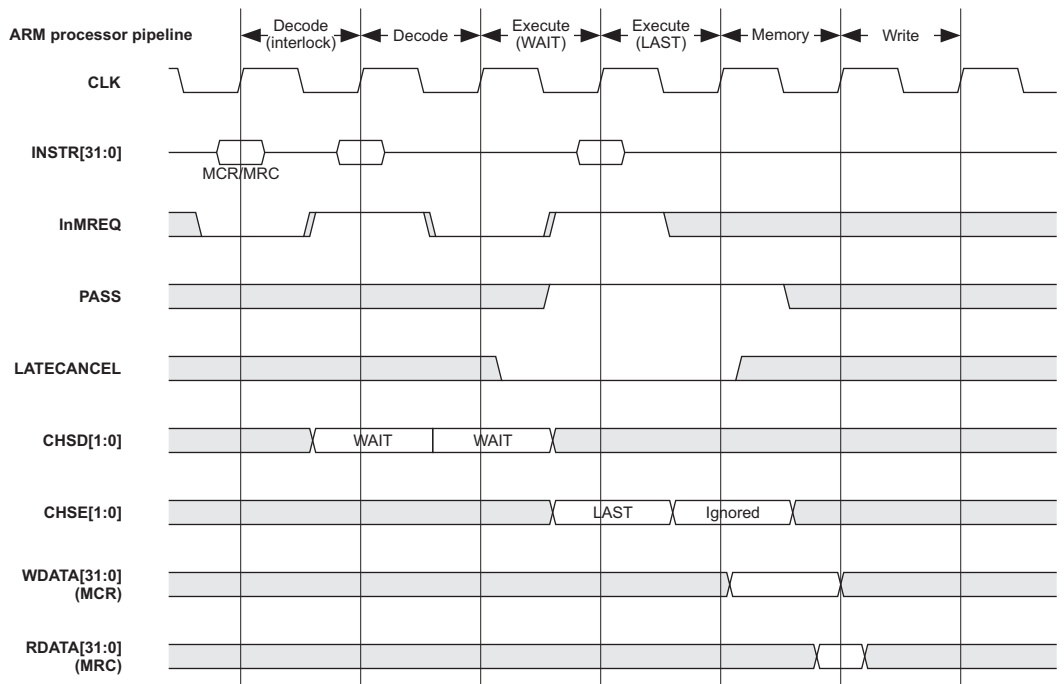 ARM processor pipeline
Decode
(interlock)
Decode
Execute
(WAIT)
Execute
(LAST)
Memory
Write
CLK
INSTR[31:0]
MCR/MRC
InMREQ
PASS
LATECANCEL
CHSD[1:0]
WAIT
WAIT
CHSE[1:0]
LAST
Ignored
WDATA[31:0]
(MCR)
RDATA[31:0]
(MRC)